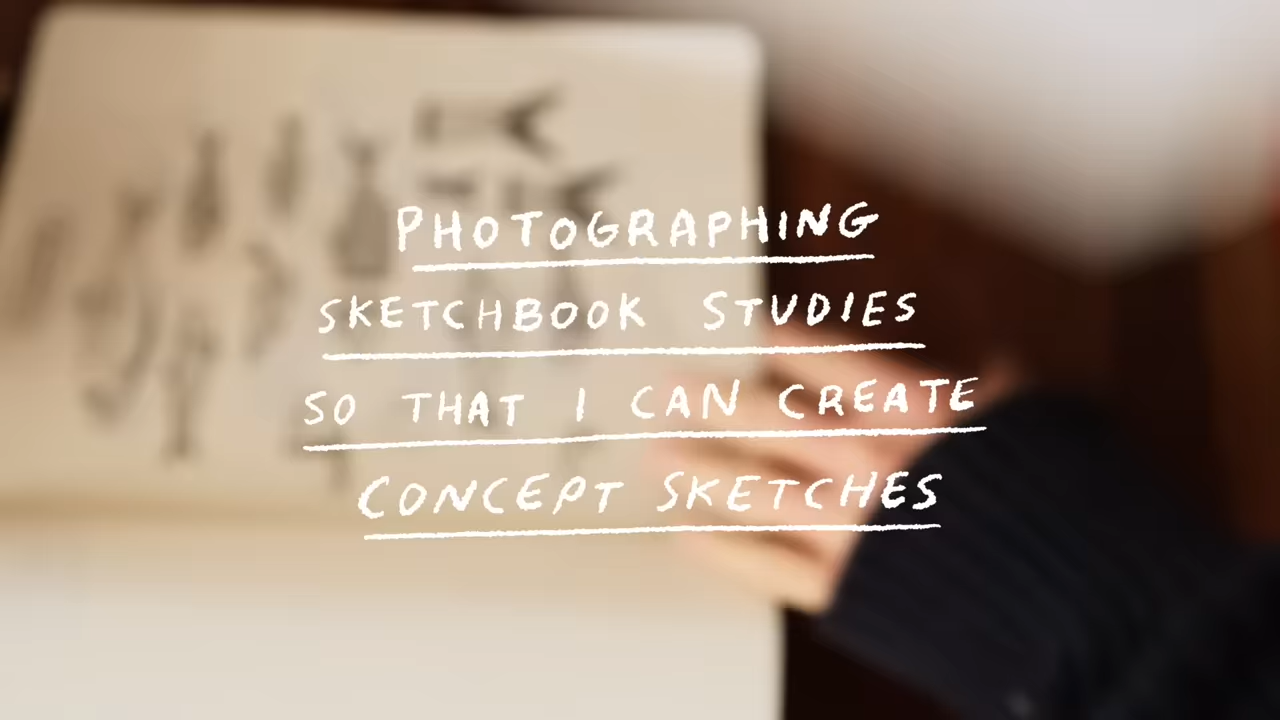 PHOTOGRAPHING
SKETCHBOOK STUDIES
SO THAT I CAN CREATE
CONCEPT SKETCHES